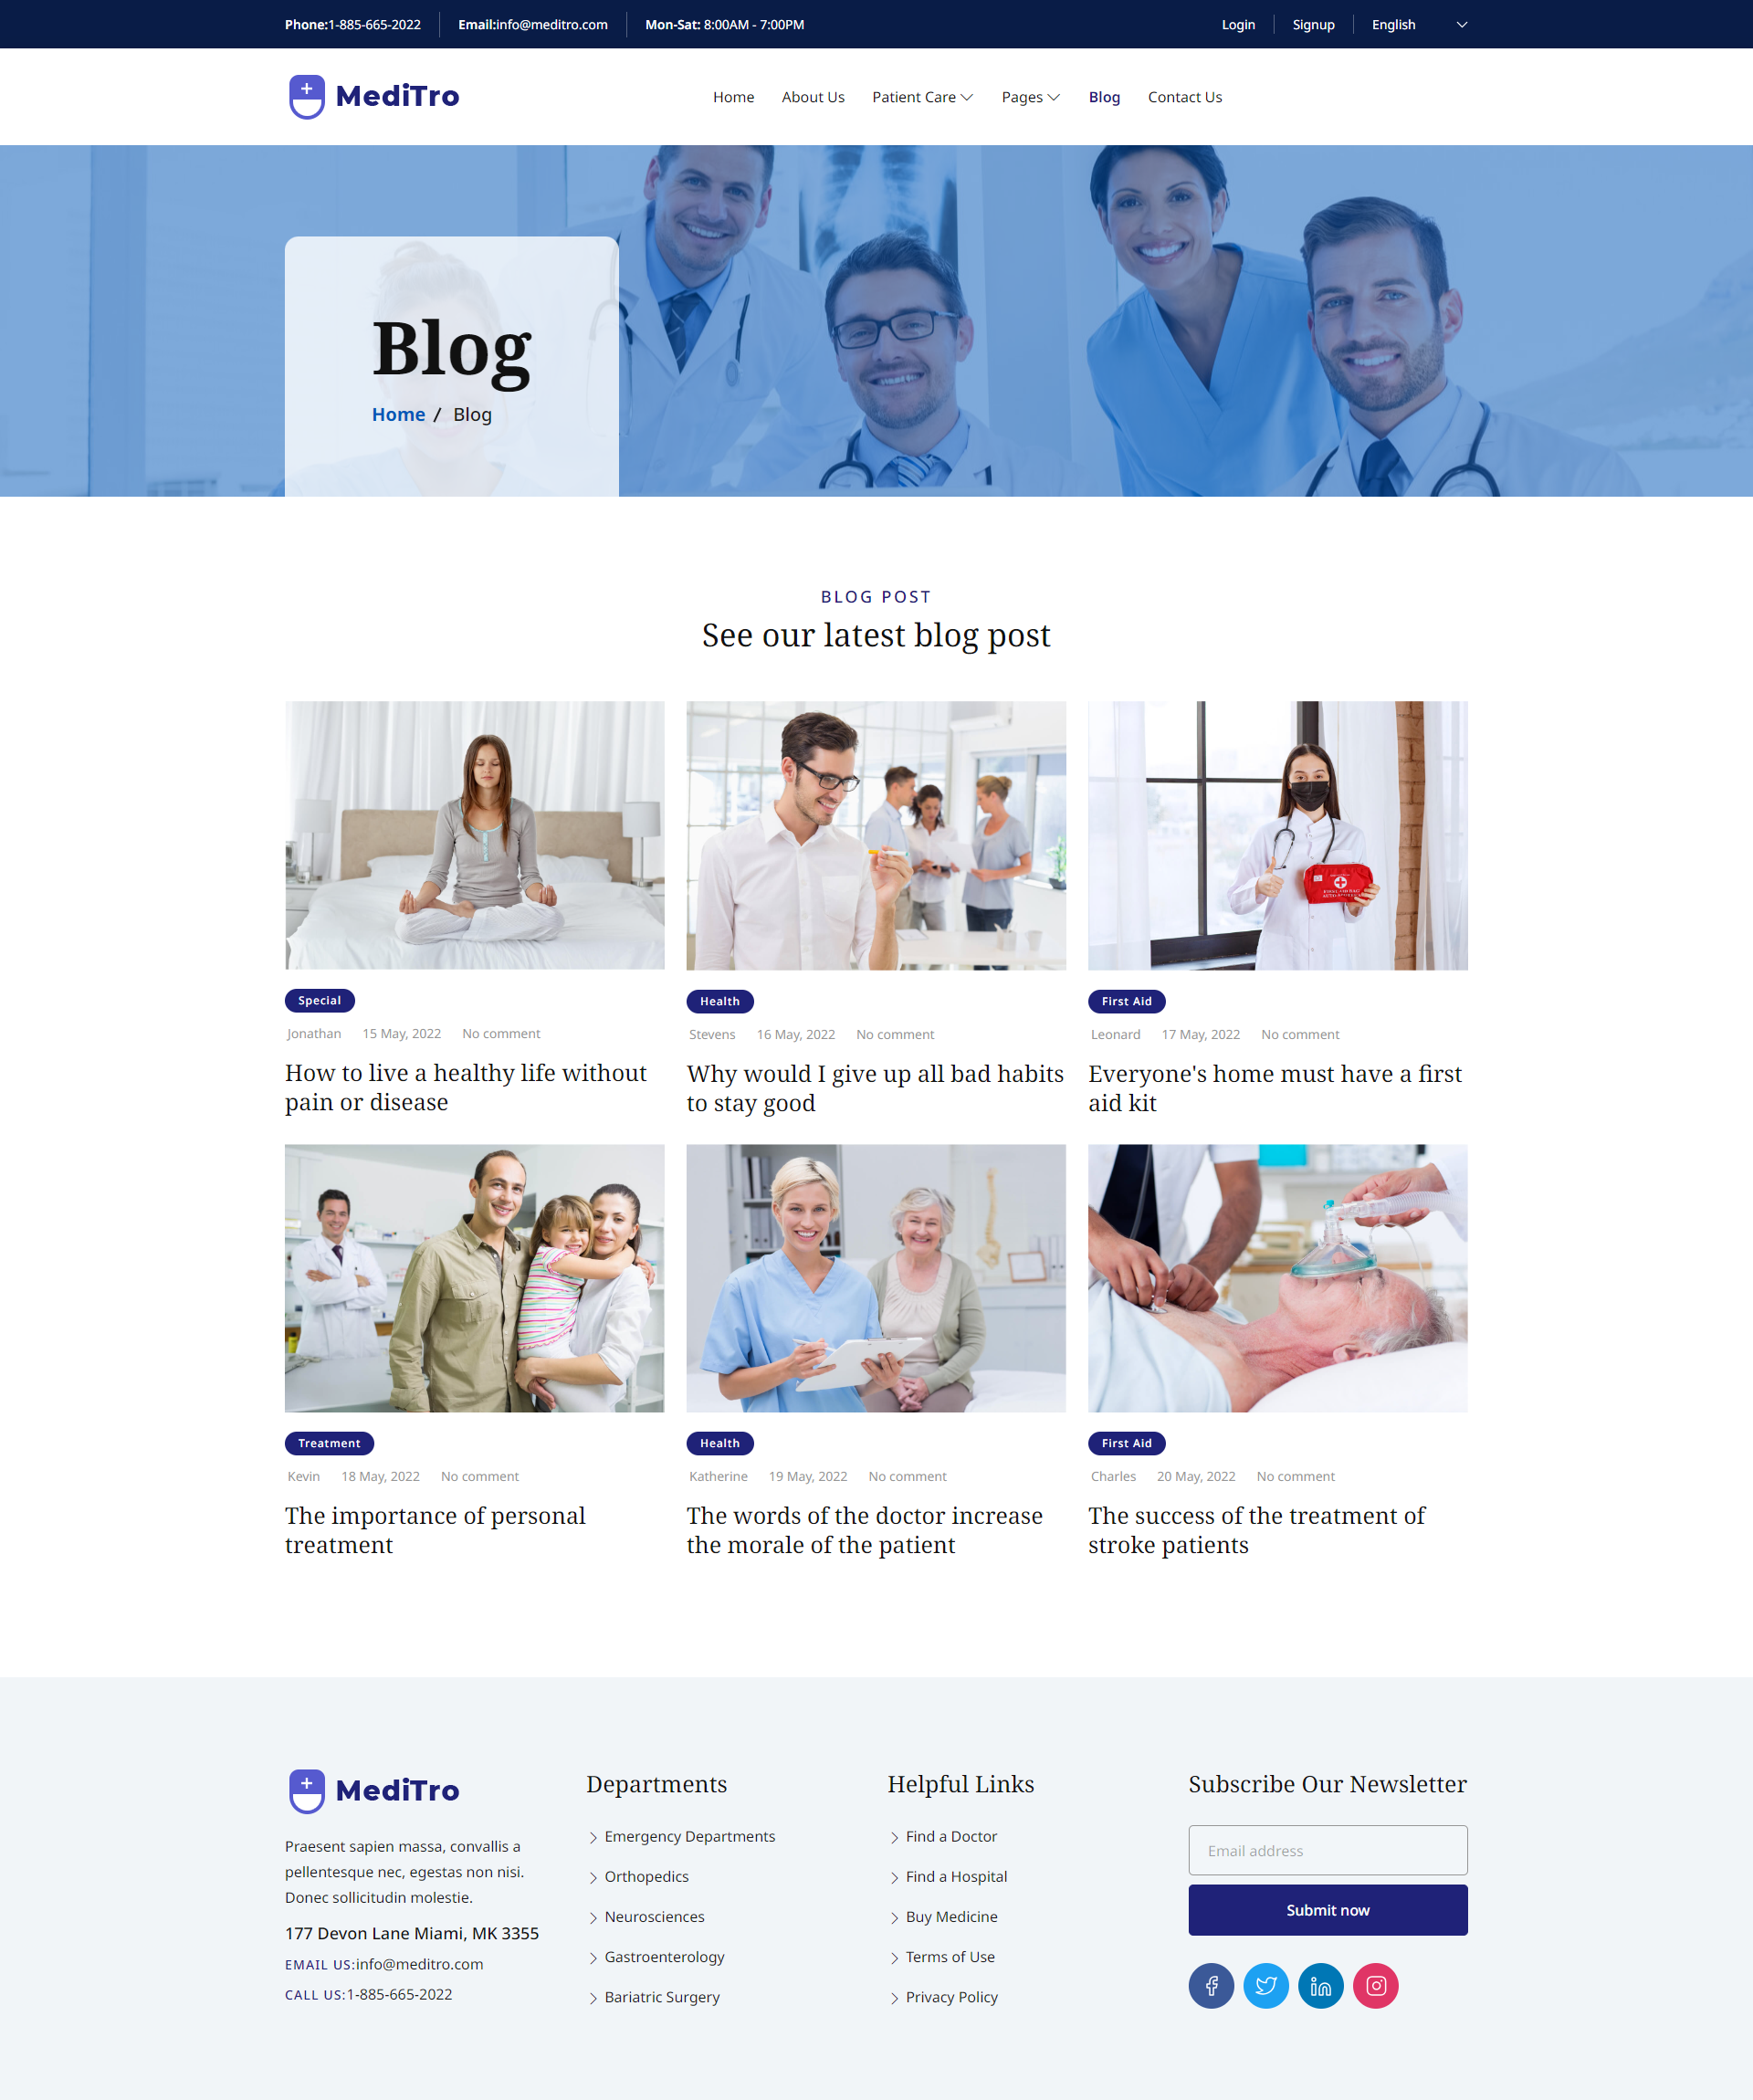 Phone:1-885-665-2022 Email:info@meditro.com Mon-Sat: 8:00AM - 7:00PM Login Signup English
MediTro
Home About Us Patient Care Pages Blog Contact Us
Blog
Home / Blog
BLOG POST
See our latest blog post
Special
Jonathan 15 May, 2022 No comment
How to live a healthy life without
pain or disease
Health
Stevens 16 May, 2022 No comment
Why would I give up all bad habits
to stay good
First Aid
Leonard 17 May, 2022 No comment
Everyone's home must have a first
aid kit
Treatment
Kevin 18 May, 2022 No comment
The importance of personal
treatment
Health
Katherine 19 May, 2022 No comment
The words of the doctor increase
the morale of the patient
First Aid
Charles 20 May, 2022 No comment
The success of the treatment of
stroke patients
MediTro
Praesent sapien massa, convallis a
pellentesque nec, egestas non nisi.
Donec sollicitudin molestie.
177 Devon Lane Miami, MK 3355
EMAIL US:info@meditro.com
CALL US:1-885-665-2022
Departments
Emergency Departments
Orthopedics
Neurosciences
Gastroenterology
Bariatric Surgery
Helpful Links
Find a Doctor
Find a Hospital
Buy Medicine
Terms of Use
Privacy Policy
Subscribe Our Newsletter
Email address
Submit now